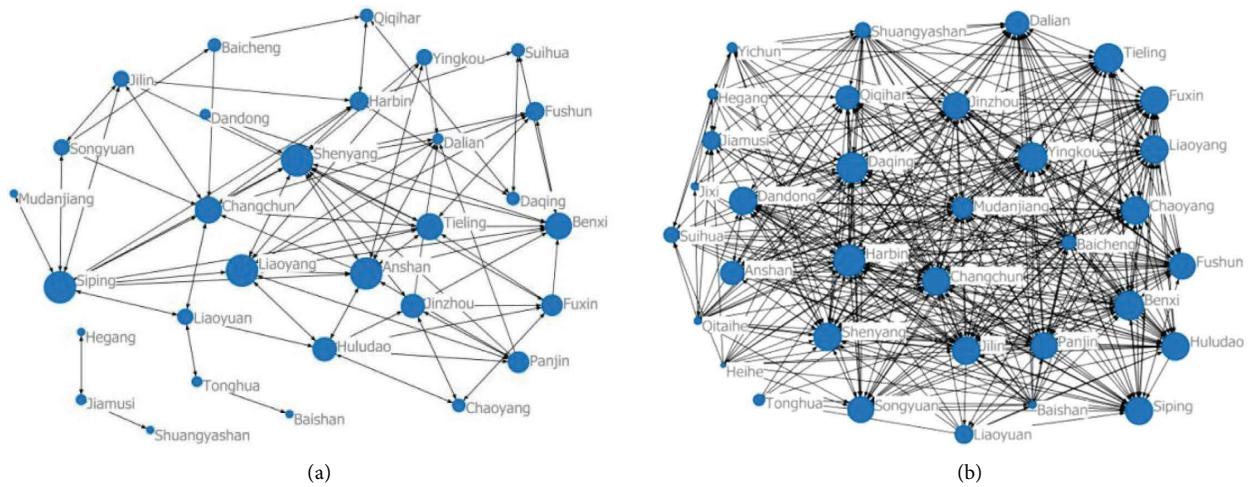 Qiqihar
Baicheng
Yingkou
Suihua
Jilin
Harbin
Fushun
Dandong
Dalian
Songyuan
Shenyang
Mudanjiang
Daqing
Changchun
Tieling
Benxi
Liaoyang
Anshan
Siping
Jinzhou
Fuxin
Liaoyuan
Hegang
Huludao
Panjin
Tonghua
Jiamusi
Chaoyang
Baishan
Shuangyashan
(a)
Dalian
Shuangyashan
Yichun
Tieling
Hegang
Qiqihar
Jinzhou
Fuxin
Jiamusi
Liaoyang
Yingkou
Daqing
Jixi
Dandong
Mudanjiang
Chaoyang
Suihua
Baicheng
Harbin
Fushun
Anshan
Changchun
Benxi
Qitaihe
Shenyang
Huludao
Jilin
Panjin
Heihe
Tonghua
Songyuan
Baishan
Siping
Liaoyuan
(b)